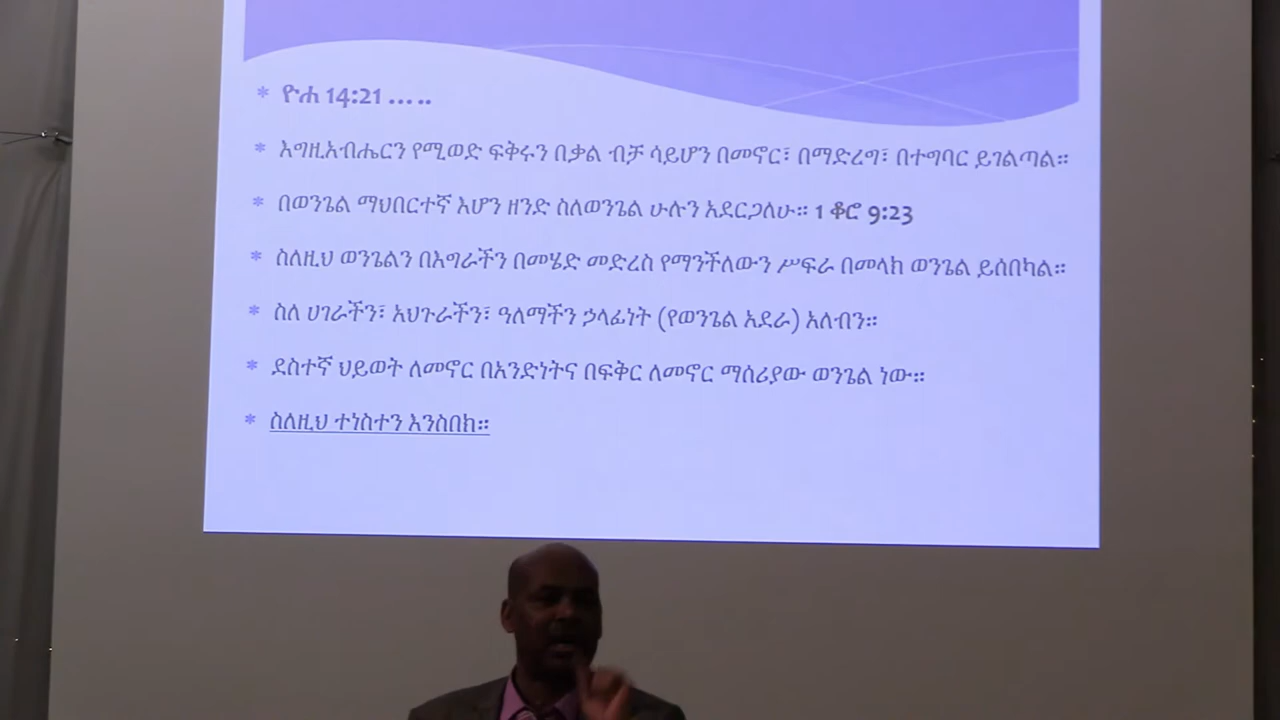 * ዮሐ 14:21 …..
* እግዚአብሔርን የሚወድ ፍቅሩን በቃል ብቻ ሳይሆን በመኖር፣ በማድረግ፣ በተግባር ይገልጣል።
* በወንጌል ማህበርተኛ እሆን ዘንድ ስለወንጌል ሁሉን አደርጋለሁ። 1 ቆሮ 9:23
* ስለዚህ ወንጌልን በእግራችን በመሄድ መድረስ የማንችለውን ሥፍራ በመላክ ወንጌል ይሰበካል።
* ስለ ሀገራችን፣ አህጉራችን፣ ዓለማችን ኃላፊነት (የወንጌል አደራ) አለብን።
* ደስተኛ ህይወት ለመኖር በአንድነትና በፍቅር ለመኖር ማሰሪያው ወንጌል ነው።
* ስለዚህ ተነስተን እንስበክ።